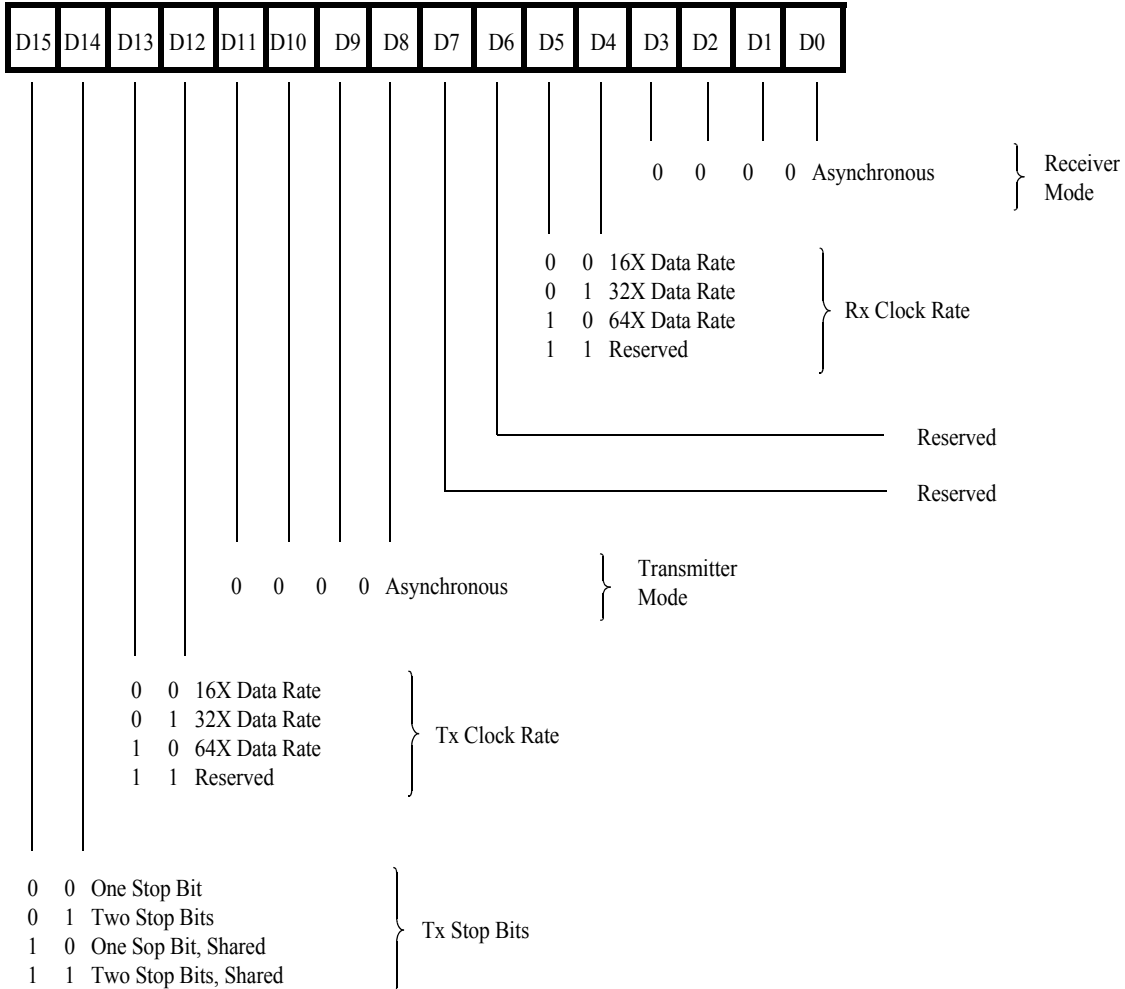 D15 D14 D13 D12 D11 D10 D9 D8 D7 D6 D5 D4 D3 D2 D1 D0
0 0 0 0 Asynchronous
Receiver
Mode
0 0 16X Data Rate
0 1 32X Data Rate
1 0 64X Data Rate
1 1 Reserved
Rx Clock Rate
Reserved
Reserved
0 0 0 0 Asynchronous
Transmitter
Mode
0 0 16X Data Rate
0 1 32X Data Rate
1 0 64X Data Rate
1 1 Reserved
Tx Clock Rate
0 0 One Stop Bit
0 1 Two Stop Bits
1 0 One Sop Bit, Shared
1 1 Two Stop Bits, Shared
Tx Stop Bits